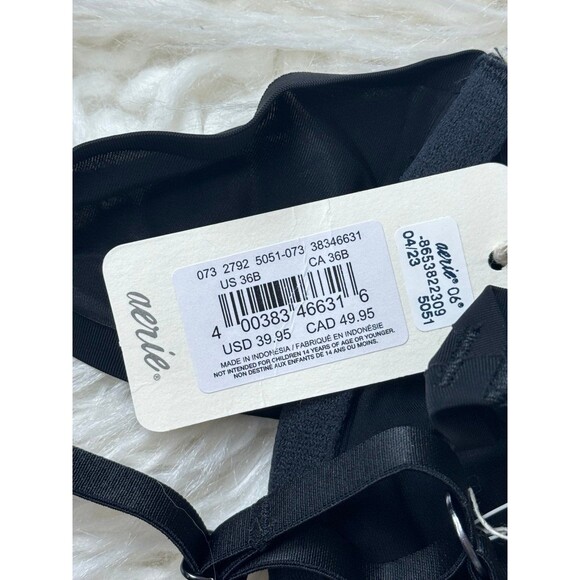 073 2792 5051-073 38346631
US 36B CA 36B
4 00383 46631 6
USD 39.95 CAD 49.95
MADE IN INDONESIA / FABRIQUÉ EN INDONÉSIE
NOT INTENDED FOR CHILDREN 14 YEARS OF AGE OR YOUNGER.
NON DESTINÉ AUX ENFANTS DE 14 ANS OU MOINS.
aerie®
aerie® 06®
-8653822309
04/23 5051